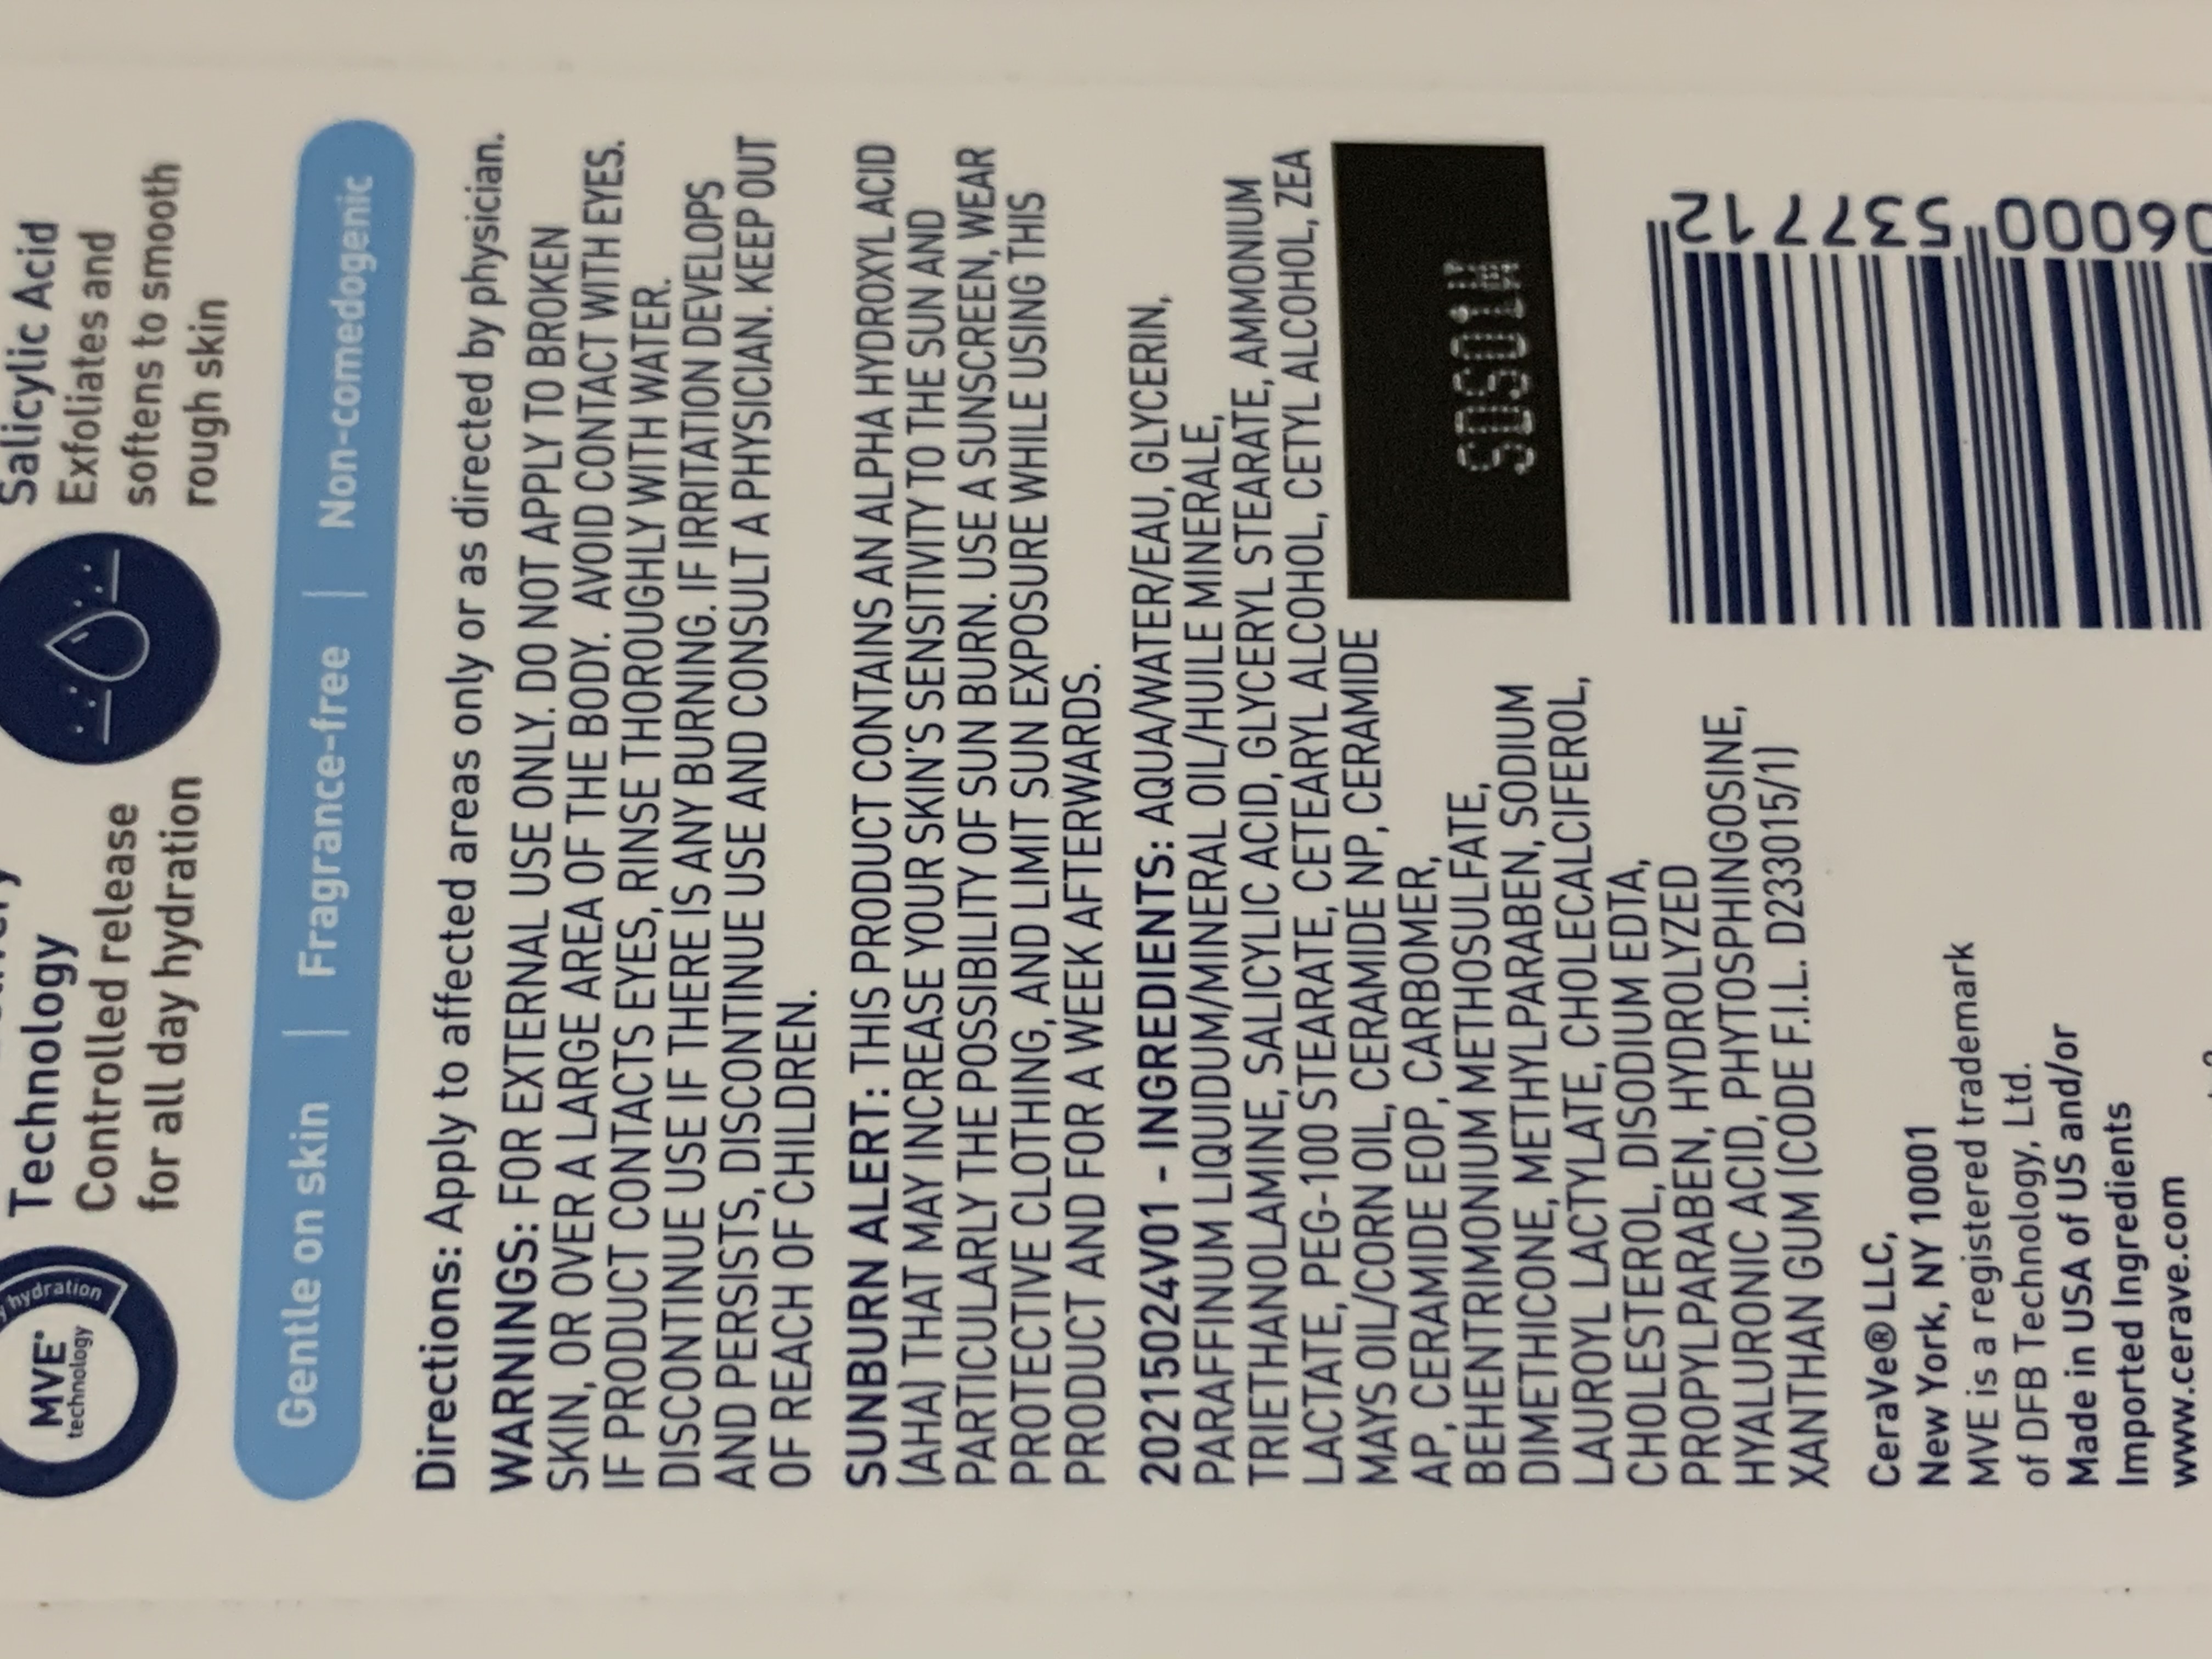 MVE®
technology
hydration
Technology
Controlled release
for all day hydration
Salicylic Acid
Exfoliates and
softens to smooth
rough skin
Gentle on skin | Fragrance-free | Non-comedogenic
Directions: Apply to affected areas only or as directed by physician.
WARNINGS: FOR EXTERNAL USE ONLY. DO NOT APPLY TO BROKEN
SKIN, OR OVER A LARGE AREA OF THE BODY. AVOID CONTACT WITH EYES.
IF PRODUCT CONTACTS EYES, RINSE THOROUGHLY WITH WATER.
DISCONTINUE USE IF THERE IS ANY BURNING. IF IRRITATION DEVELOPS
AND PERSISTS, DISCONTINUE USE AND CONSULT A PHYSICIAN. KEEP OUT
OF REACH OF CHILDREN.
SUNBURN ALERT: THIS PRODUCT CONTAINS AN ALPHA HYDROXYL ACID
(AHA) THAT MAY INCREASE YOUR SKIN'S SENSITIVITY TO THE SUN AND
PARTICULARLY THE POSSIBILITY OF SUN BURN. USE A SUNSCREEN, WEAR
PROTECTIVE CLOTHING, AND LIMIT SUN EXPOSURE WHILE USING THIS
PRODUCT AND FOR A WEEK AFTERWARDS.
20215024V01 - INGREDIENTS: AQUA/WATER/EAU, GLYCERIN,
PARAFFINUM LIQUIDUM/MINERAL OIL/HUILE MINERALE,
TRIETHANOLAMINE, SALICYLIC ACID, GLYCERYL STEARATE, AMMONIUM
LACTATE, PEG-100 STEARATE, CETEARYL ALCOHOL, CETYL ALCOHOL, ZEA
MAYS OIL/CORN OIL, CERAMIDE NP, CERAMIDE
AP, CERAMIDE EOP, CARBOMER,
BEHENTRIMONIUM METHOSULFATE,
DIMETHICONE, METHYLPARABEN, SODIUM
LAUROYL LACTYLATE, CHOLECALCIFEROL,
CHOLESTEROL, DISODIUM EDTA,
PROPYLPARABEN, HYDROLYZED
HYALURONIC ACID, PHYTOSPHINGOSINE,
XANTHAN GUM (CODE F.I.L. D233015/1)
SDS01W
CeraVe® LLC,
New York, NY 10001
MVE is a registered trademark
of DFB Technology, Ltd.
Made in USA of US and/or
Imported Ingredients
www.cerave.com
06000 537712